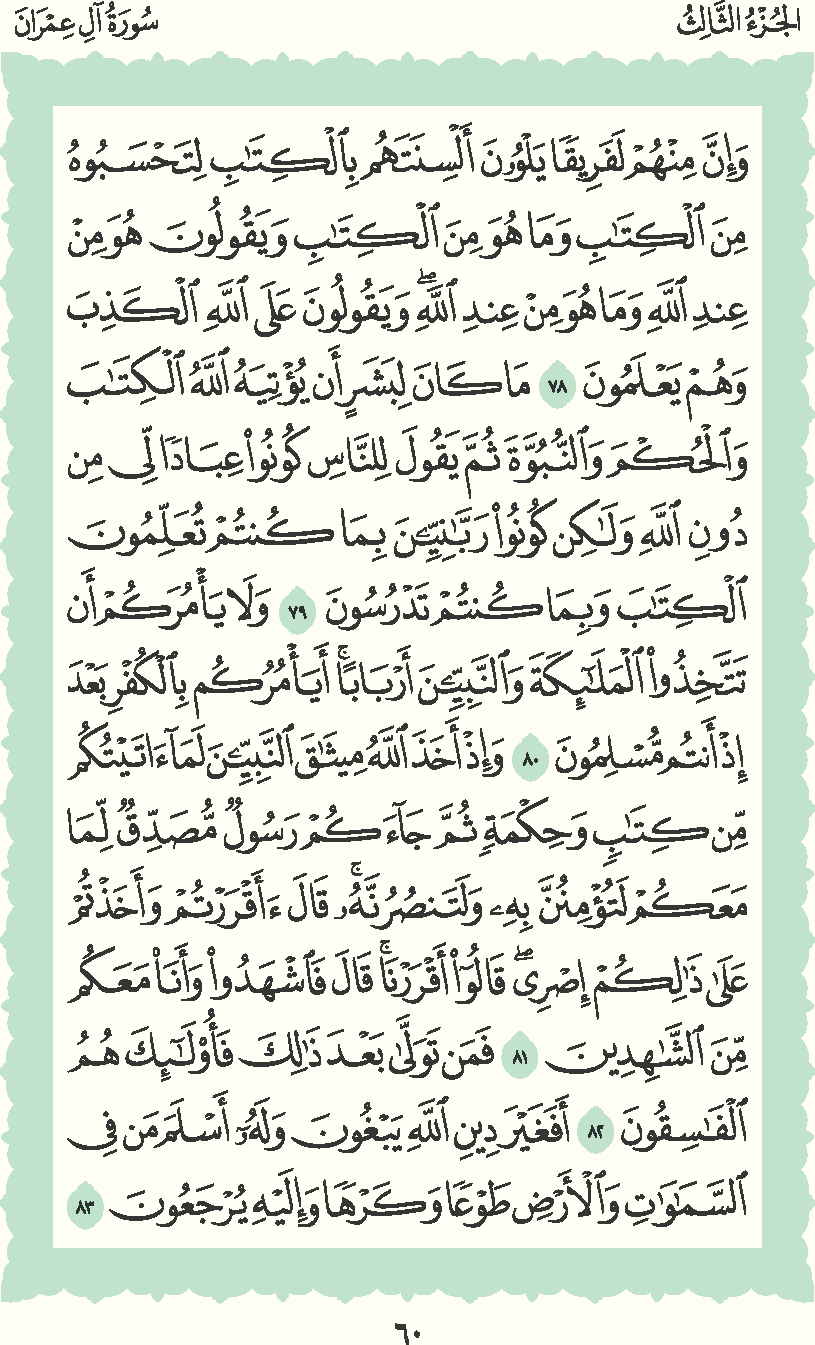 الجُزْءُ الثَّالِثُ
سُورَةُ آلِ عِمْرَانَ
وَإِنَّ مِنْهُمْ لَفَرِيقًا يَلْوُۥنَ أَلْسِنَتَهُم بِٱلْكِتَـٰبِ لِتَحْسَبُوهُ
مِنَ ٱلْكِتَـٰبِ وَمَا هُوَ مِنَ ٱلْكِتَـٰبِ وَيَقُولُونَ هُوَ مِنْ
عِندِ ٱللَّهِ وَمَا هُوَ مِنْ عِندِ ٱللَّهِۖ وَيَقُولُونَ عَلَى ٱللَّهِ ٱلْكَذِبَ
وَهُمْ يَعْلَمُونَ ٧٨ مَا كَانَ لِبَشَرٍ أَن يُؤْتِيَهُ ٱللَّهُ ٱلْكِتَـٰبَ
وَٱلْحُكْمَ وَٱلنُّبُوَّةَ ثُمَّ يَقُولَ لِلنَّاسِ كُونُوا۟ عِبَادًا لِّى مِن
دُونِ ٱللَّهِ وَلَـٰكِن كُونُوا۟ رَبَّـٰنِيِّـۧنَ بِمَا كُنتُمْ تُعَلِّمُونَ
ٱلْكِتَـٰبَ وَبِمَا كُنتُمْ تَدْرُسُونَ ٧٩ وَلَا يَأْمُرَكُمْ أَن
تَتَّخِذُوا۟ ٱلْمَلَـٰٓئِكَةَ وَٱلنَّبِيِّـۧنَ أَرْبَابًاۚ أَيَأْمُرُكُم بِٱلْكُفْرِ بَعْدَ
إِذْ أَنتُم مُّسْلِمُونَ ٨٠ وَإِذْ أَخَذَ ٱللَّهُ مِيثَـٰقَ ٱلنَّبِيِّـۧنَ لَمَآ ءَاتَيْتُكُم
مِّن كِتَـٰبٍ وَحِكْمَةٍ ثُمَّ جَآءَكُمْ رَسُولٌ مُّصَدِّقٌ لِّمَا
مَعَكُمْ لَتُؤْمِنُنَّ بِهِۦ وَلَتَنصُرُنَّهُۥۚ قَالَ ءَأَقْرَرْتُمْ وَأَخَذْتُمْ
عَلَىٰ ذَٰلِكُمْ إِصْرِىۖ قَالُوٓا۟ أَقْرَرْنَاۚ قَالَ فَٱشْهَدُوا۟ وَأَنَا۠ مَعَكُم
مِّنَ ٱلشَّـٰهِدِينَ ٨١ فَمَن تَوَلَّىٰ بَعْدَ ذَٰلِكَ فَأُو۟لَـٰٓئِكَ هُمُ
ٱلْفَـٰسِقُونَ ٨٢ أَفَغَيْرَ دِينِ ٱللَّهِ يَبْغُونَ وَلَهُۥٓ أَسْلَمَ مَن فِى
ٱلسَّمَـٰوَٰتِ وَٱلْأَرْضِ طَوْعًا وَكَرْهًا وَإِلَيْهِ يُرْجَعُونَ ٨٣
٦٠